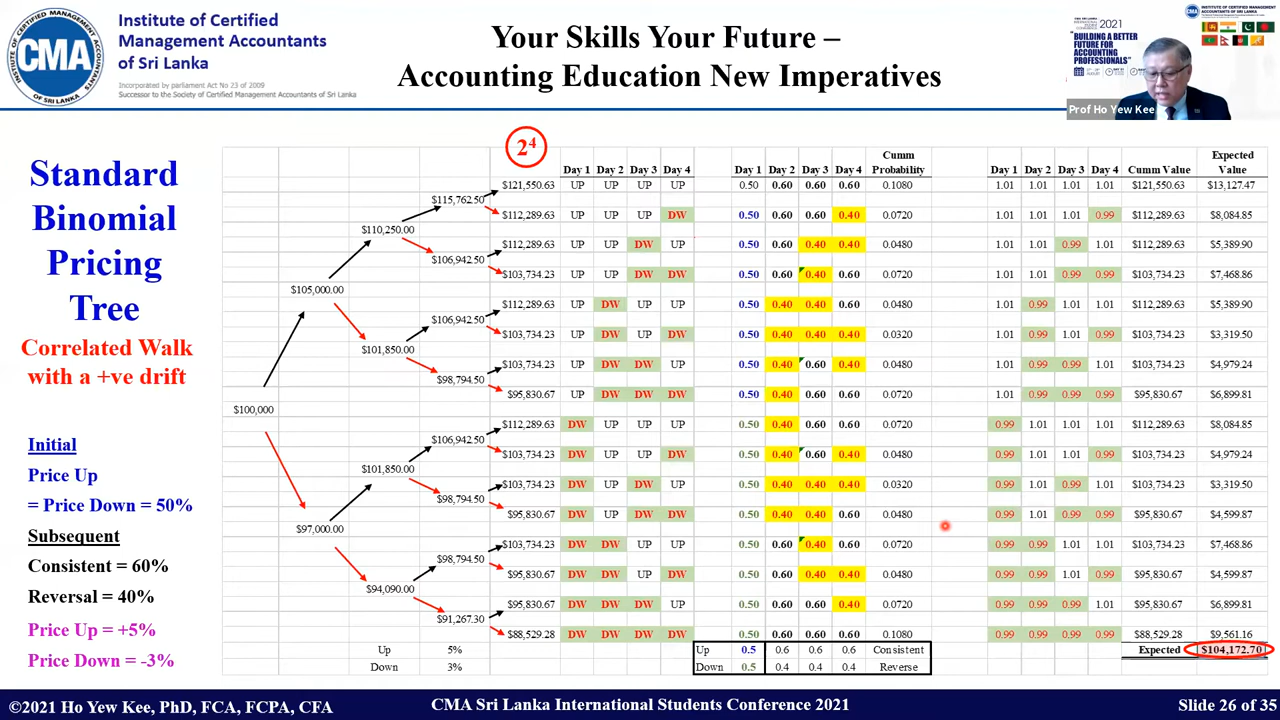 Institute of Certified
Management Accountants
of Sri Lanka
Incorporated by parliament Act No 23 of 2009
Successor to the Society of Certified Management Accountants of Sri Lanka
CMA
Your Skills Your Future –
Accounting Education New Imperatives
2021
"BUILDING A BETTER
FUTURE FOR
ACCOUNTING
PROFESSIONALS"
Prof Ho Yew Kee
Standard
Binomial
Pricing
Tree
Correlated Walk
with a +ve drift
Initial
Price Up
= Price Down = 50%
Subsequent
Consistent = 60%
Reversal = 40%
Price Up = +5%
Price Down = -3%
2⁴
Day 1 Day 2 Day 3 Day 4 Day 1 Day 2 Day 3 Day 4 Cumm Probability Day 1 Day 2 Day 3 Day 4 Cumm Value Expected Value
$121,550.63 UP UP UP UP 0.50 0.60 0.60 0.60 0.1080 1.01 1.01 1.01 1.01 $121,550.63 $13,127.47
$115,762.50
$112,289.63 UP UP UP DW 0.50 0.60 0.60 0.40 0.0720 1.01 1.01 1.01 0.99 $112,289.63 $8,084.85
$110,250.00
$112,289.63 UP UP DW UP 0.50 0.60 0.40 0.40 0.0480 1.01 1.01 0.99 1.01 $112,289.63 $5,389.90
$106,942.50
$103,734.23 UP UP DW DW 0.50 0.60 0.40 0.60 0.0720 1.01 1.01 0.99 0.99 $103,734.23 $7,468.86
$105,000.00
$112,289.63 UP DW UP UP 0.50 0.40 0.40 0.60 0.0480 1.01 0.99 1.01 1.01 $112,289.63 $5,389.90
$106,942.50
$103,734.23 UP DW UP DW 0.50 0.40 0.40 0.40 0.0320 1.01 0.99 1.01 0.99 $103,734.23 $3,319.50
$101,850.00
$103,734.23 UP DW DW UP 0.50 0.40 0.60 0.40 0.0480 1.01 0.99 0.99 1.01 $103,734.23 $4,979.24
$98,794.50
$95,830.67 UP DW DW DW 0.50 0.40 0.60 0.60 0.0480 1.01 0.99 0.99 0.99 $95,830.67 $6,899.81
$100,000
$112,289.63 DW UP UP UP 0.50 0.40 0.60 0.60 0.0720 0.99 1.01 1.01 1.01 $112,289.63 $8,084.85
$106,942.50
$103,734.23 DW UP UP DW 0.50 0.40 0.60 0.40 0.0480 0.99 1.01 1.01 0.99 $103,734.23 $4,979.24
$101,850.00
$103,734.23 DW UP DW UP 0.50 0.40 0.40 0.40 0.0320 0.99 1.01 0.99 1.01 $103,734.23 $3,319.50
$98,794.50
$95,830.67 DW UP DW DW 0.50 0.40 0.40 0.60 0.0480 0.99 1.01 0.99 0.99 $95,830.67 $4,599.87
$97,000.00
$103,734.23 DW DW UP UP 0.50 0.60 0.40 0.60 0.0720 0.99 0.99 1.01 1.01 $103,734.23 $7,468.86
$98,794.50
$95,830.67 DW DW UP DW 0.50 0.60 0.40 0.40 0.0480 0.99 0.99 1.01 0.99 $95,830.67 $4,599.87
$94,090.00
$95,830.67 DW DW DW UP 0.50 0.60 0.60 0.40 0.0720 0.99 0.99 0.99 1.01 $95,830.67 $6,899.81
$91,267.30
$88,529.28 DW DW DW DW 0.50 0.60 0.60 0.60 0.1080 0.99 0.99 0.99 0.99 $88,529.28 $9,561.16
Up 5% Up 0.5 0.6 0.6 0.6 Consistent Expected $104,172.70
Down 3% Down 0.5 0.4 0.4 0.4 Reverse
©2021 Ho Yew Kee, PhD, FCA, FCPA, CFA
CMA Sri Lanka International Students Conference 2021
Slide 26 of 35